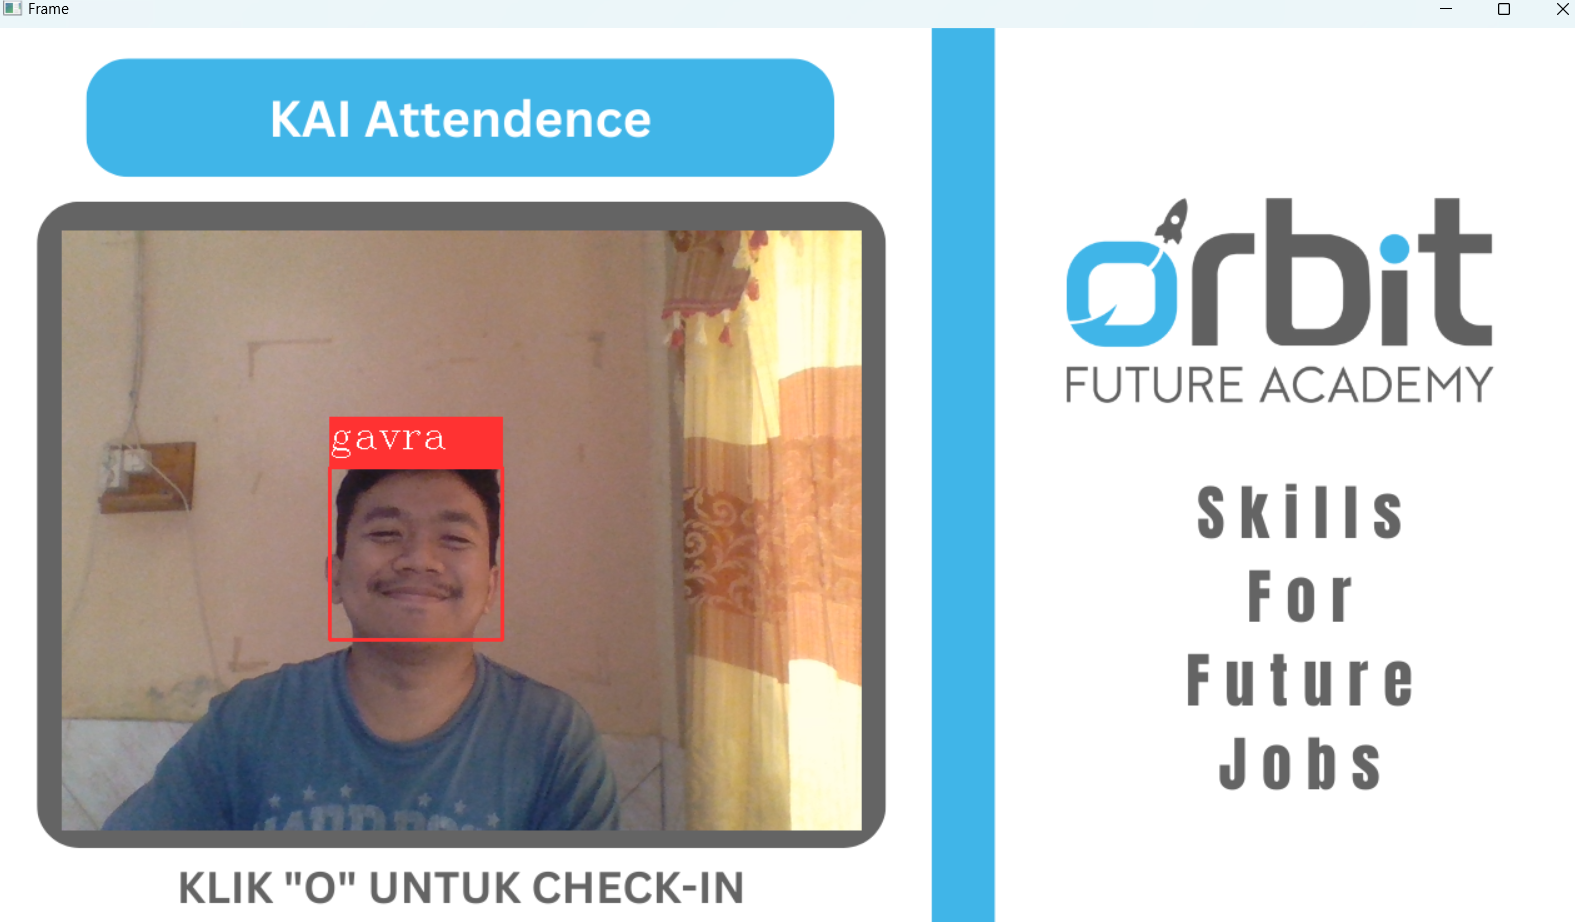 Frame
KAI Attendence
gavra
KLIK "O" UNTUK CHECK-IN
orbit
FUTURE ACADEMY
Skills
For
Future
Jobs